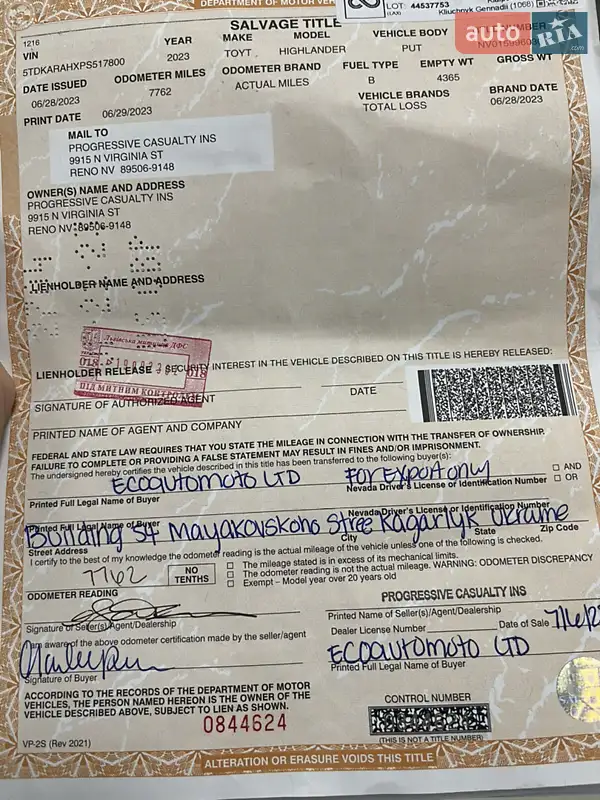 DEPARTMENT OF MOTOR VEH
LOT: 44537753
(LAX) Kliuchnyk Gennadii (1068)
auto RIA .com
SALVAGE TITLE
1216
VIN YEAR MAKE MODEL VEHICLE BODY
5TDKARAHXPS517800 2023 TOYT HIGHLANDER PUT
DATE ISSUED ODOMETER MILES ODOMETER BRAND FUEL TYPE EMPTY WT GROSS WT
06/28/2023 7762 ACTUAL MILES B 4365
VEHICLE BRANDS BRAND DATE
TOTAL LOSS 06/28/2023
PRINT DATE 06/29/2023
MAIL TO
PROGRESSIVE CASUALTY INS
9915 N VIRGINIA ST
RENO NV 89506-9148
OWNER(S) NAME AND ADDRESS
PROGRESSIVE CASUALTY INS
9915 N VIRGINIA ST
RENO NV 89506-9148
LIENHOLDER NAME AND ADDRESS
Львівська митниця ДФС
018
ПІД МИТНИМ КОНТРОЛЕМ
LIENHOLDER RELEASE - SECURITY INTEREST IN THE VEHICLE DESCRIBED ON THIS TITLE IS HEREBY RELEASED:
SIGNATURE OF AUTHORIZED AGENT DATE
PRINTED NAME OF AGENT AND COMPANY
FEDERAL AND STATE LAW REQUIRES THAT YOU STATE THE MILEAGE IN CONNECTION WITH THE TRANSFER OF OWNERSHIP.
FAILURE TO COMPLETE OR PROVIDING A FALSE STATEMENT MAY RESULT IN FINES AND/OR IMPRISONMENT.
The undersigned hereby certifies the vehicle described in this title has been transferred to the following buyer(s):
Ecoautomoto LTD For Export only
AND
OR
Printed Full Legal Name of Buyer Nevada Driver's License or Identification Number
Printed Full Legal Name of Buyer Nevada Driver's License or Identification Number
Building 54 Mayakovskoho Stree Kagarlyk Ukraine
Street Address City State Zip Code
I certify to the best of my knowledge the odometer reading is the actual mileage of the vehicle unless one of the following is checked.
7762 NO TENTHS
The mileage stated is in excess of its mechanical limits.
The odometer reading is not the actual mileage. WARNING: ODOMETER DISCREPANCY
Exempt – Model year over 20 years old
ODOMETER READING
PROGRESSIVE CASUALTY INS
Signature of Seller(s)/Agent/Dealership Printed Name of Seller(s)/Agent/Dealership
I am aware of the above odometer certification made by the seller/agent
Dealer License Number Date of Sale 7/6/2
Ecoautomoto LTD
Signature of Buyer Printed Full Legal Name of Buyer
ACCORDING TO THE RECORDS OF THE DEPARTMENT OF MOTOR
VEHICLES, THE PERSON NAMED HEREON IS THE OWNER OF THE
VEHICLE DESCRIBED ABOVE, SUBJECT TO LIEN AS SHOWN.
CONTROL NUMBER
0844624
(THIS IS NOT A TITLE NUMBER)
VP-2S (Rev 2021)
ALTERATION OR ERASURE VOIDS THIS TITLE